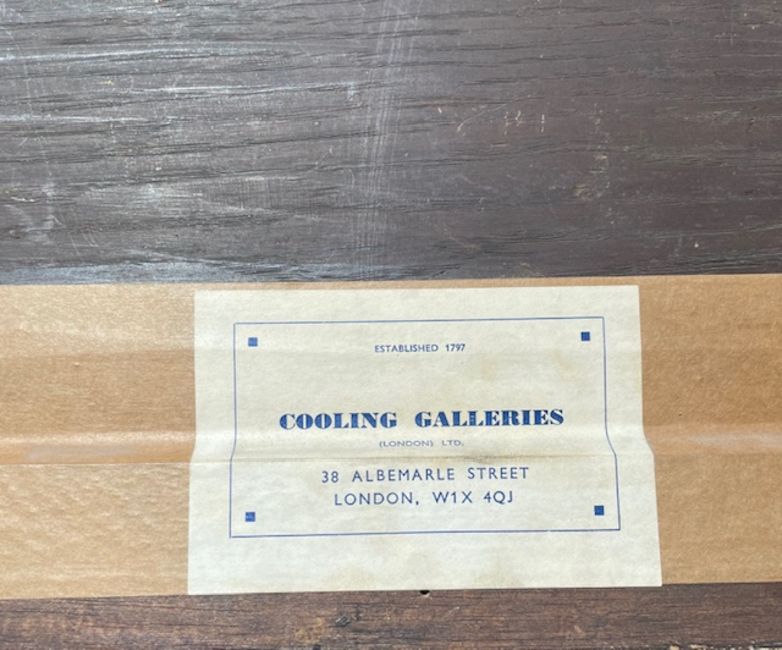 ESTABLISHED 1797
COOLING GALLERIES
(LONDON) LTD.
38 ALBEMARLE STREET
LONDON, W1X 4QJ